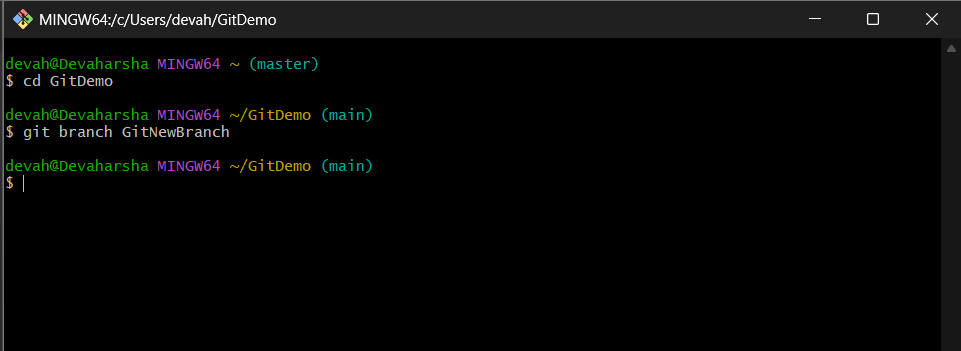 MINGW64:/c/Users/devah/GitDemo
devah@Devaharsha MINGW64 ~ (master)
$ cd GitDemo
devah@Devaharsha MINGW64 ~/GitDemo (main)
$ git branch GitNewBranch
devah@Devaharsha MINGW64 ~/GitDemo (main)
$